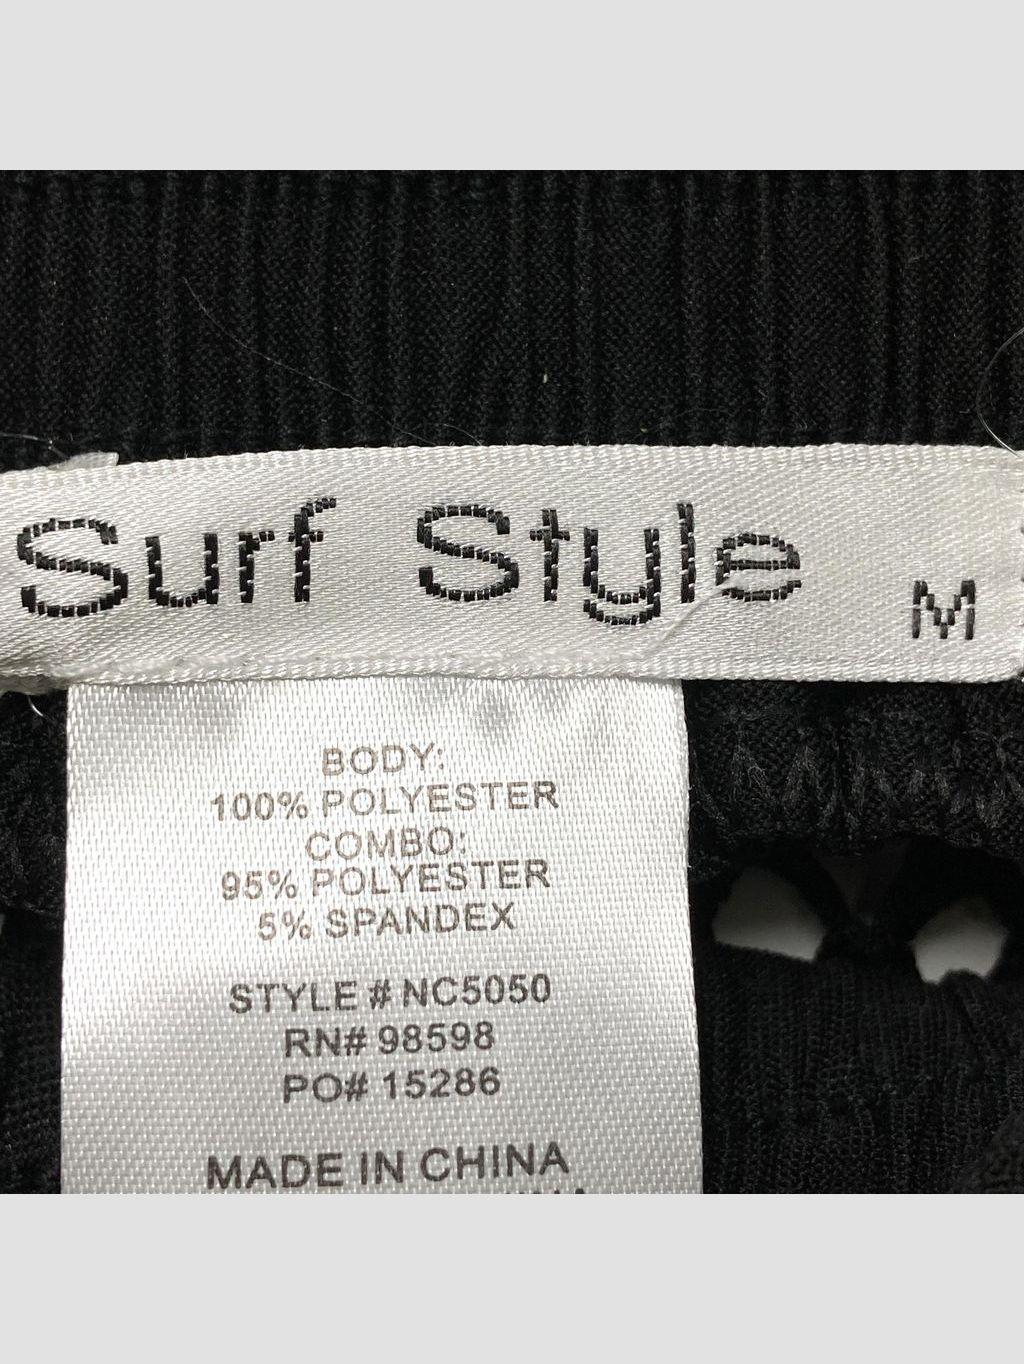 Surf Style M
BODY:
100% POLYESTER
COMBO:
95% POLYESTER
5% SPANDEX
STYLE # NC5050
RN# 98598
PO# 15286
MADE IN CHINA